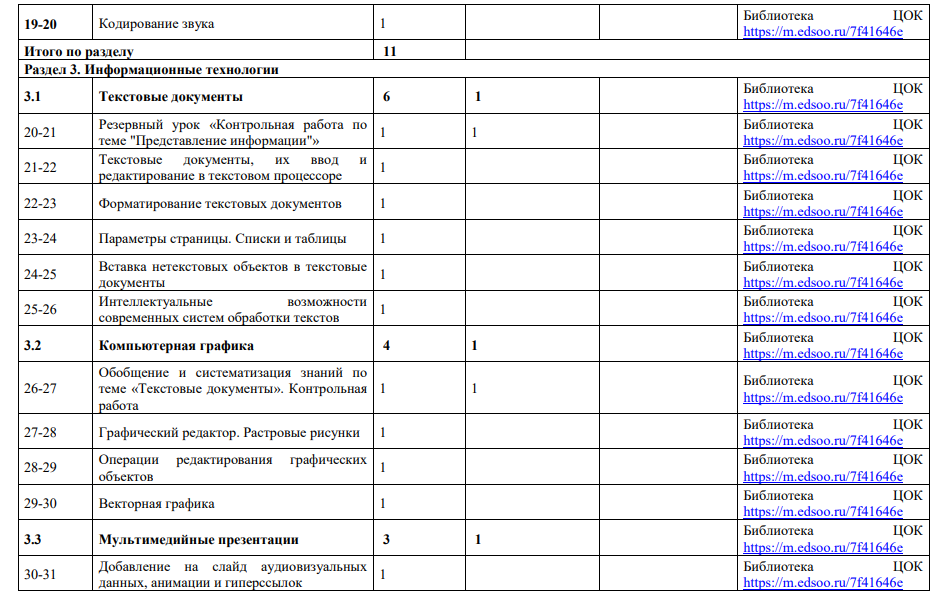 19-20 Кодирование звука 1 Библиотека ЦОК
https://m.edsoo.ru/7f41646e
Итого по разделу 11
Раздел 3. Информационные технологии
3.1 Текстовые документы 6 1 Библиотека ЦОК
https://m.edsoo.ru/7f41646e
20-21 Резервный урок «Контрольная работа по 1 1 Библиотека ЦОК
теме "Представление информации"» https://m.edsoo.ru/7f41646e
21-22 Текстовые документы, их ввод и 1 Библиотека ЦОК
редактирование в текстовом процессоре https://m.edsoo.ru/7f41646e
22-23 Форматирование текстовых документов 1 Библиотека ЦОК
https://m.edsoo.ru/7f41646e
23-24 Параметры страницы. Списки и таблицы 1 Библиотека ЦОК
https://m.edsoo.ru/7f41646e
24-25 Вставка нетекстовых объектов в текстовые 1 Библиотека ЦОК
документы https://m.edsoo.ru/7f41646e
25-26 Интеллектуальные возможности 1 Библиотека ЦОК
современных систем обработки текстов https://m.edsoo.ru/7f41646e
3.2 Компьютерная графика 4 1 Библиотека ЦОК
https://m.edsoo.ru/7f41646e
26-27 Обобщение и систематизация знаний по 1 1 Библиотека ЦОК
теме «Текстовые документы». Контрольная https://m.edsoo.ru/7f41646e
работа
27-28 Графический редактор. Растровые рисунки 1 Библиотека ЦОК
https://m.edsoo.ru/7f41646e
28-29 Операции редактирования графических 1 Библиотека ЦОК
объектов https://m.edsoo.ru/7f41646e
29-30 Векторная графика 1 Библиотека ЦОК
https://m.edsoo.ru/7f41646e
3.3 Мультимедийные презентации 3 1 Библиотека ЦОК
https://m.edsoo.ru/7f41646e
30-31 Добавление на слайд аудиовизуальных 1 Библиотека ЦОК
данных, анимации и гиперссылок https://m.edsoo.ru/7f41646e